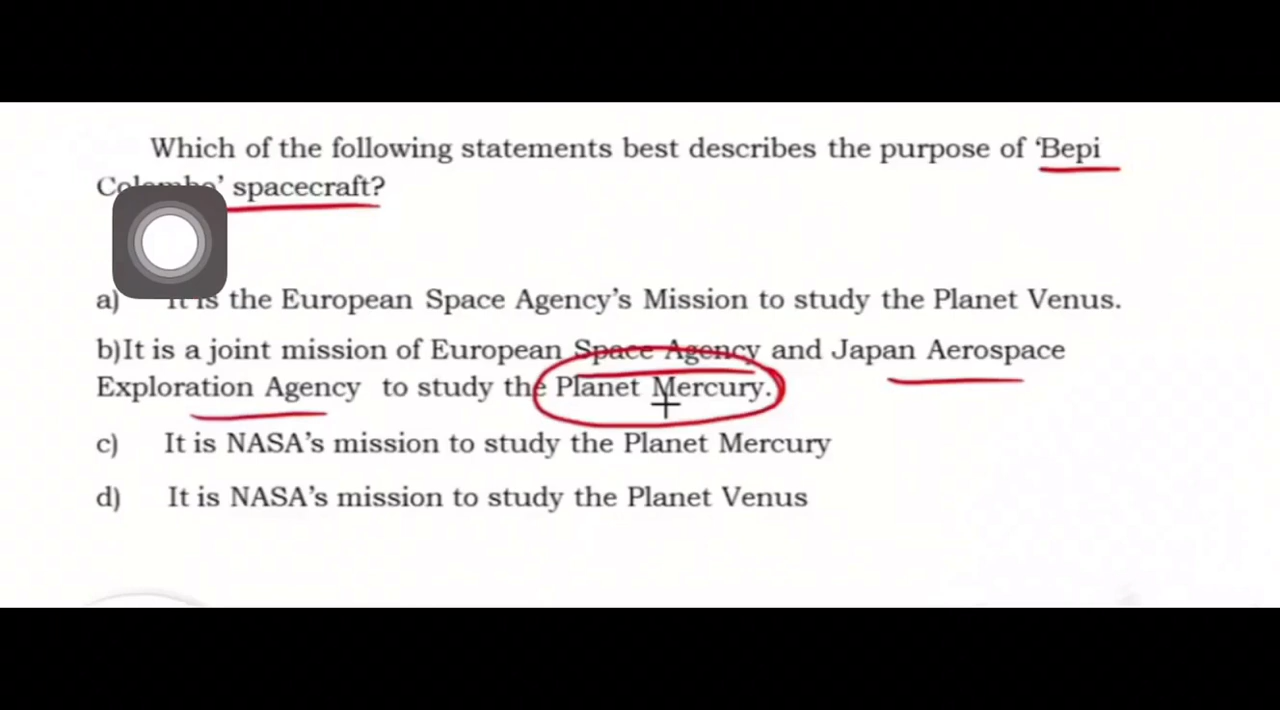 Which of the following statements best describes the purpose of ‘Bepi
spacecraft?
a) It is the European Space Agency’s Mission to study the Planet Venus.
b)It is a joint mission of European Space Agency and Japan Aerospace
Exploration Agency to study the Planet Mercury.
c) It is NASA’s mission to study the Planet Mercury
d) It is NASA’s mission to study the Planet Venus